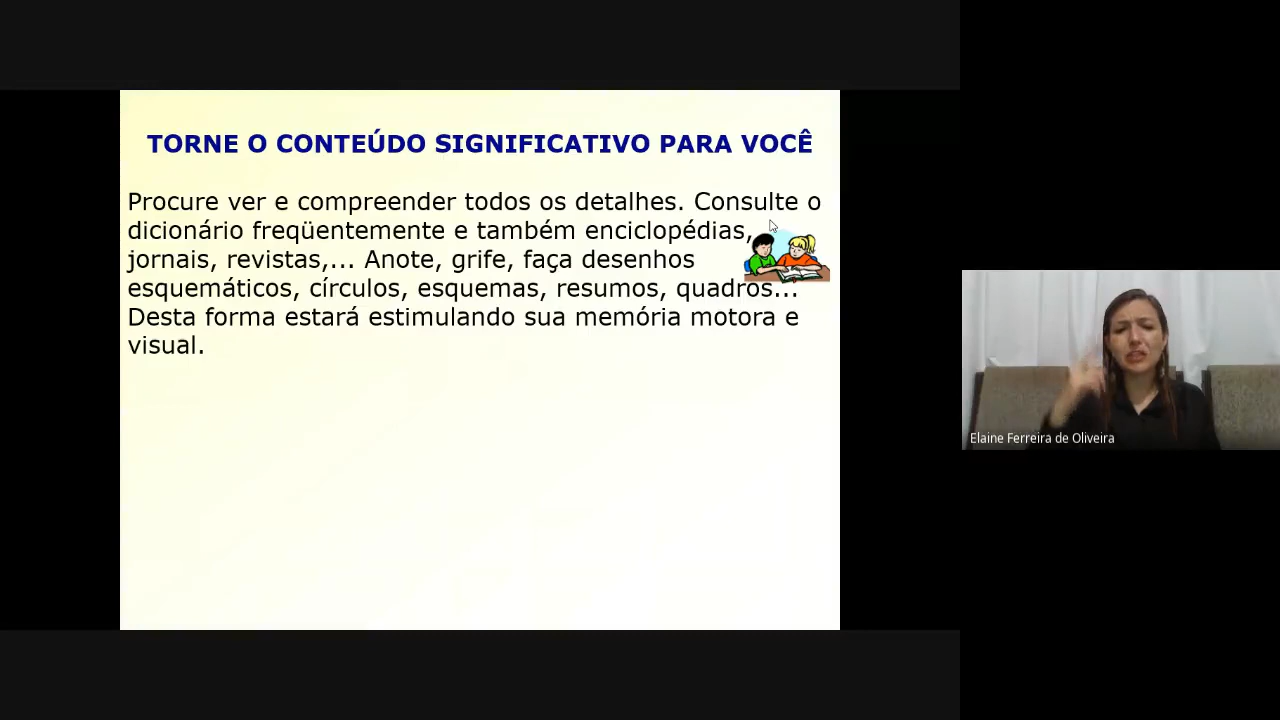 TORNE O CONTEÚDO SIGNIFICATIVO PARA VOCÊ
Procure ver e compreender todos os detalhes. Consulte o
dicionário freqüentemente e também enciclopédias,
jornais, revistas,... Anote, grife, faça desenhos
esquemáticos, círculos, esquemas, resumos, quadros...
Desta forma estará estimulando sua memória motora e
visual.
Elaine Ferreira de Oliveira